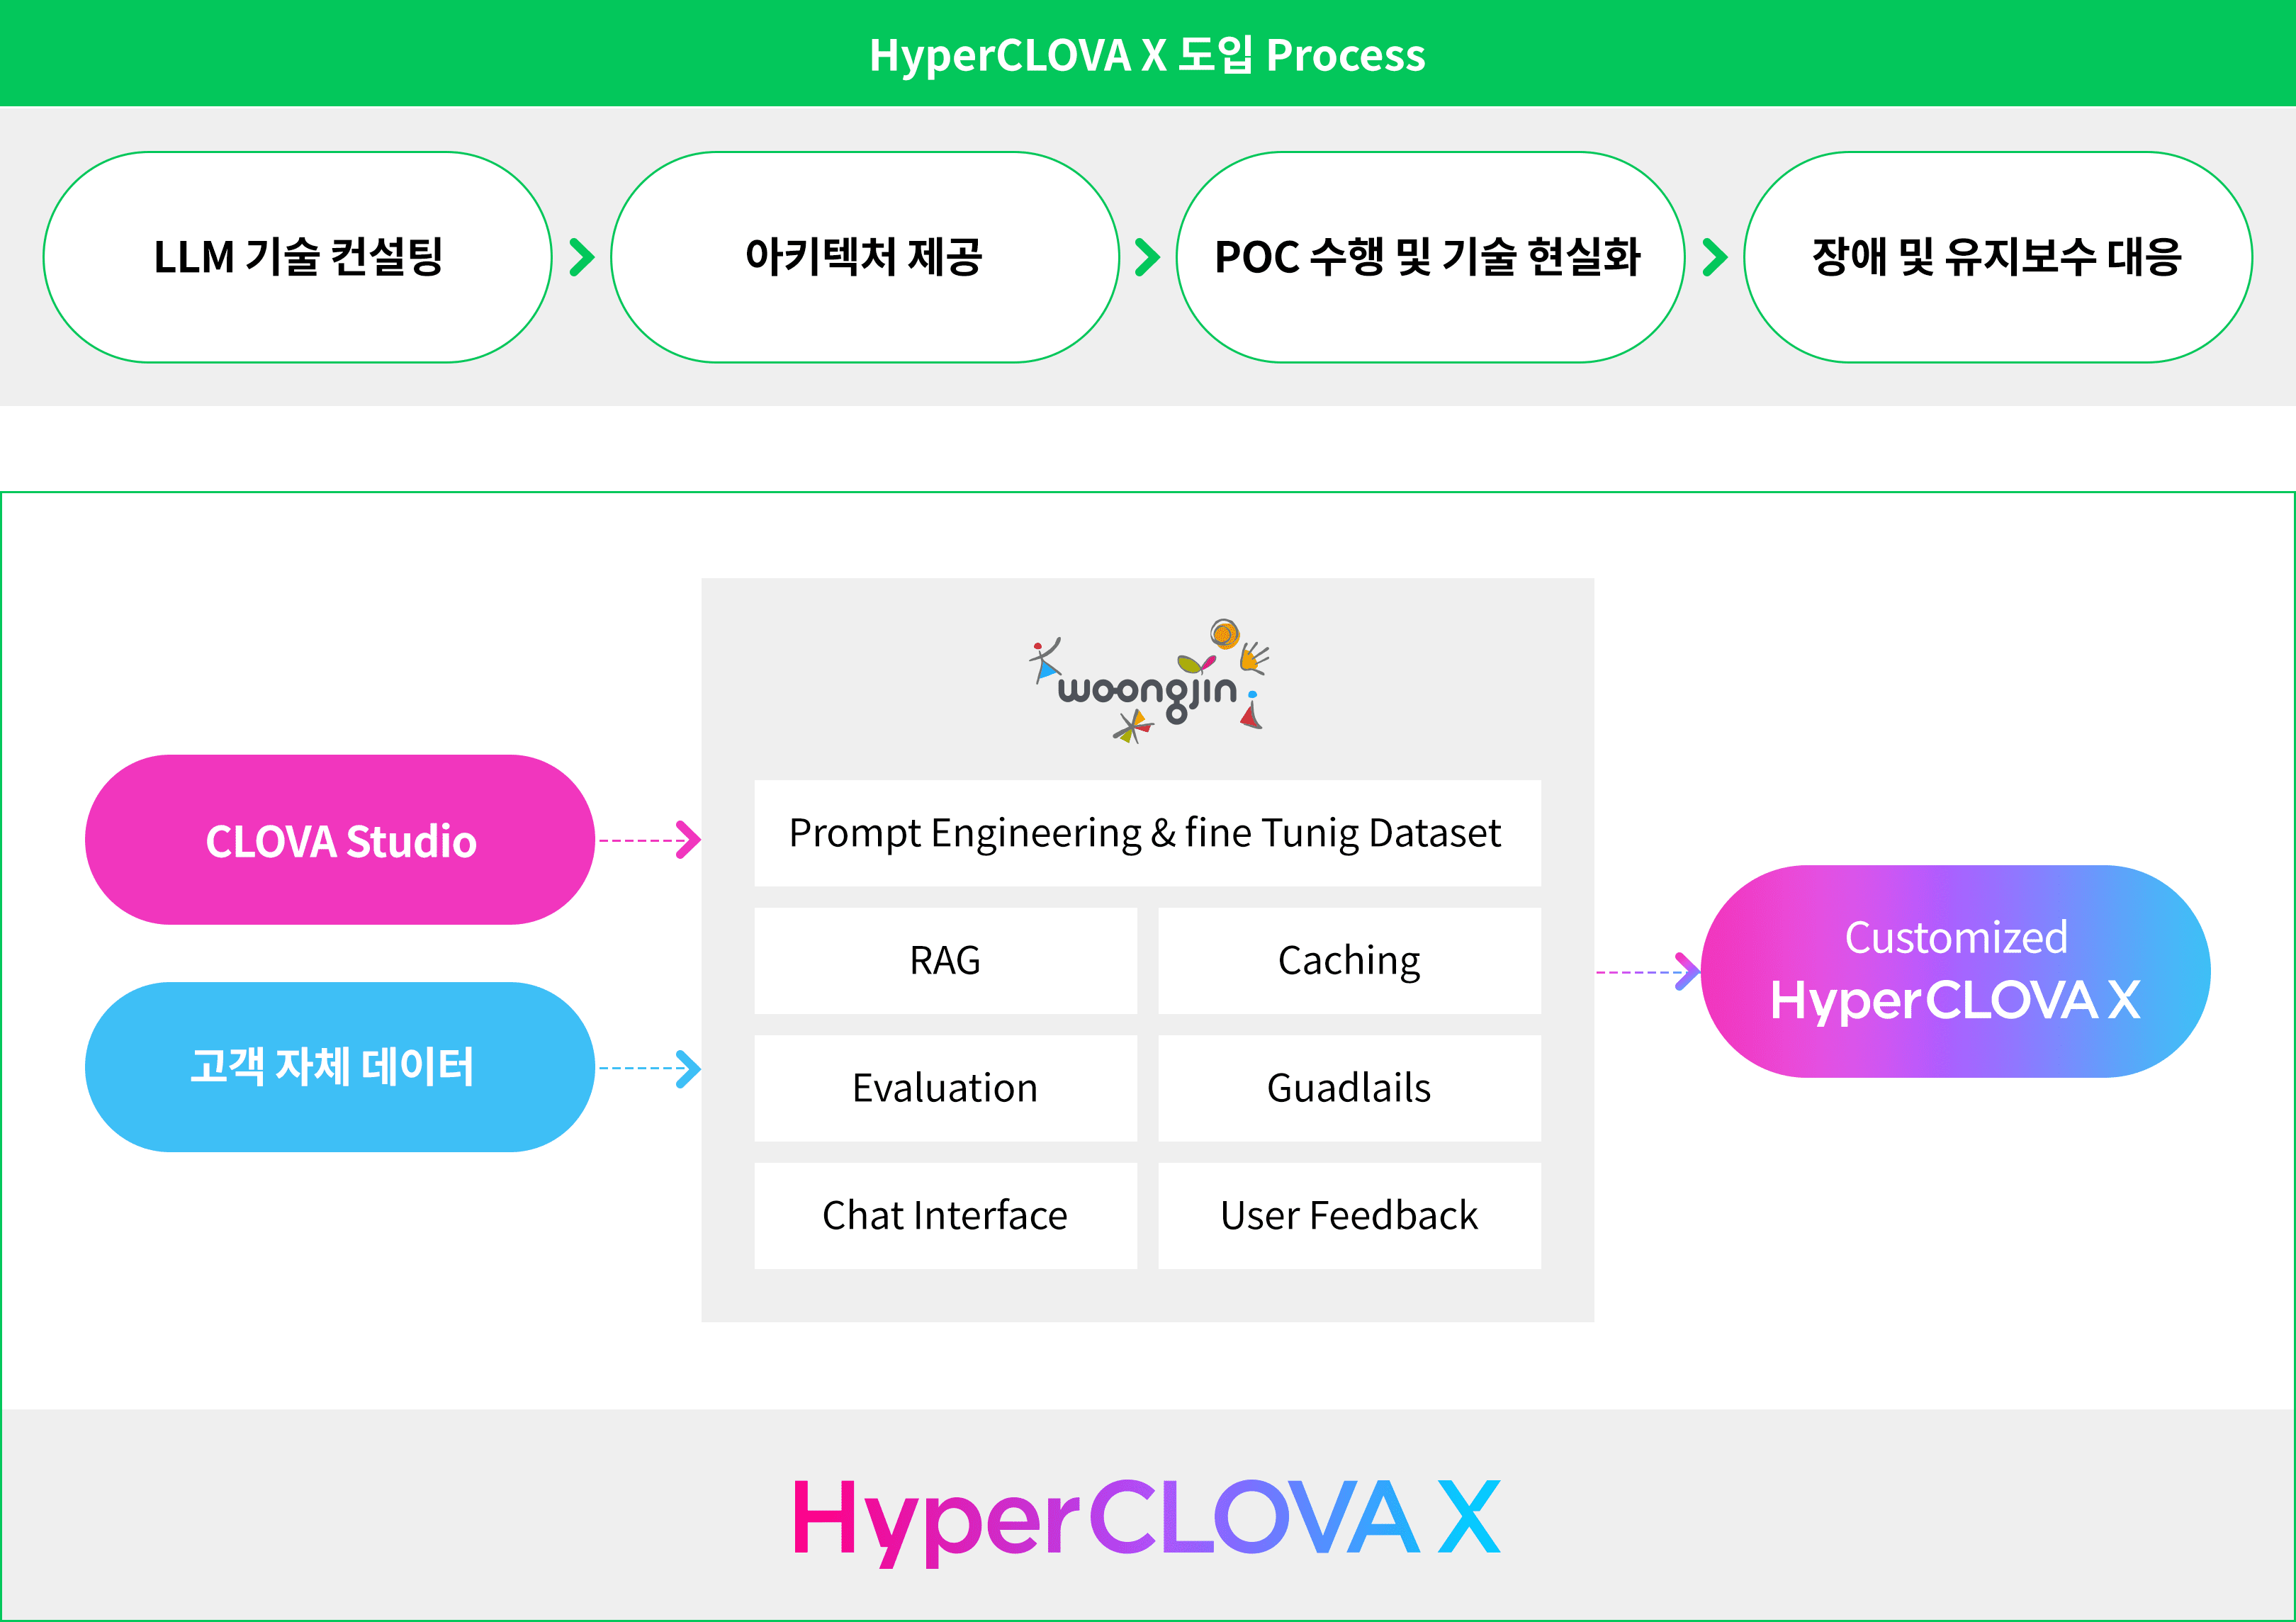 HyperCLOVA X 도입 Process
LLM 기술 컨설팅
아키텍처 제공
POC 수행 및 기술 현실화
장애 및 유지보수 대응
woongjin
CLOVA Studio
고객 자체 데이터
Prompt Engineering & fine Tunig Dataset
RAG
Caching
Evaluation
Guadlails
Chat Interface
User Feedback
Customized
HyperCLOVA X
HyperCLOVA X